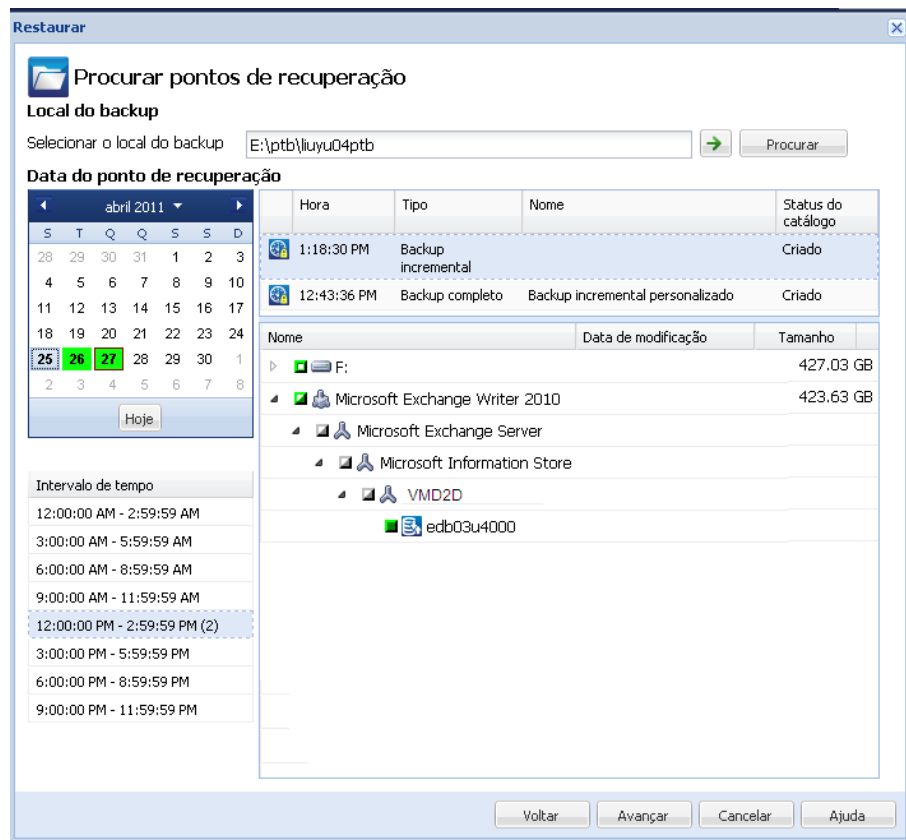 Restaurar
Procurar pontos de recuperação
Local do backup
Selecionar o local do backup E:\ptb\liuyu04ptb Procurar
Data do ponto de recuperação
abril 2011
S T Q Q S S D
28 29 30 31 1 2 3
4 5 6 7 8 9 10
11 12 13 14 15 16 17
18 19 20 21 22 23 24
25 26 27 28 29 30 1
2 3 4 5 6 7 8
Hoje
Intervalo de tempo
12:00:00 AM - 2:59:59 AM
3:00:00 AM - 5:59:59 AM
6:00:00 AM - 8:59:59 AM
9:00:00 AM - 11:59:59 AM
12:00:00 PM - 2:59:59 PM (2)
3:00:00 PM - 5:59:59 PM
6:00:00 PM - 8:59:59 PM
9:00:00 PM - 11:59:59 PM
Hora Tipo Nome Status do
catálogo
1:18:30 PM Backup Criado
incremental
12:43:36 PM Backup completo Backup incremental personalizado Criado
Nome Data de modificação Tamanho
F: 427.03 GB
Microsoft Exchange Writer 2010 423.63 GB
Microsoft Exchange Server
Microsoft Information Store
VMD2D
edb03u4000
Voltar Avançar Cancelar Ajuda